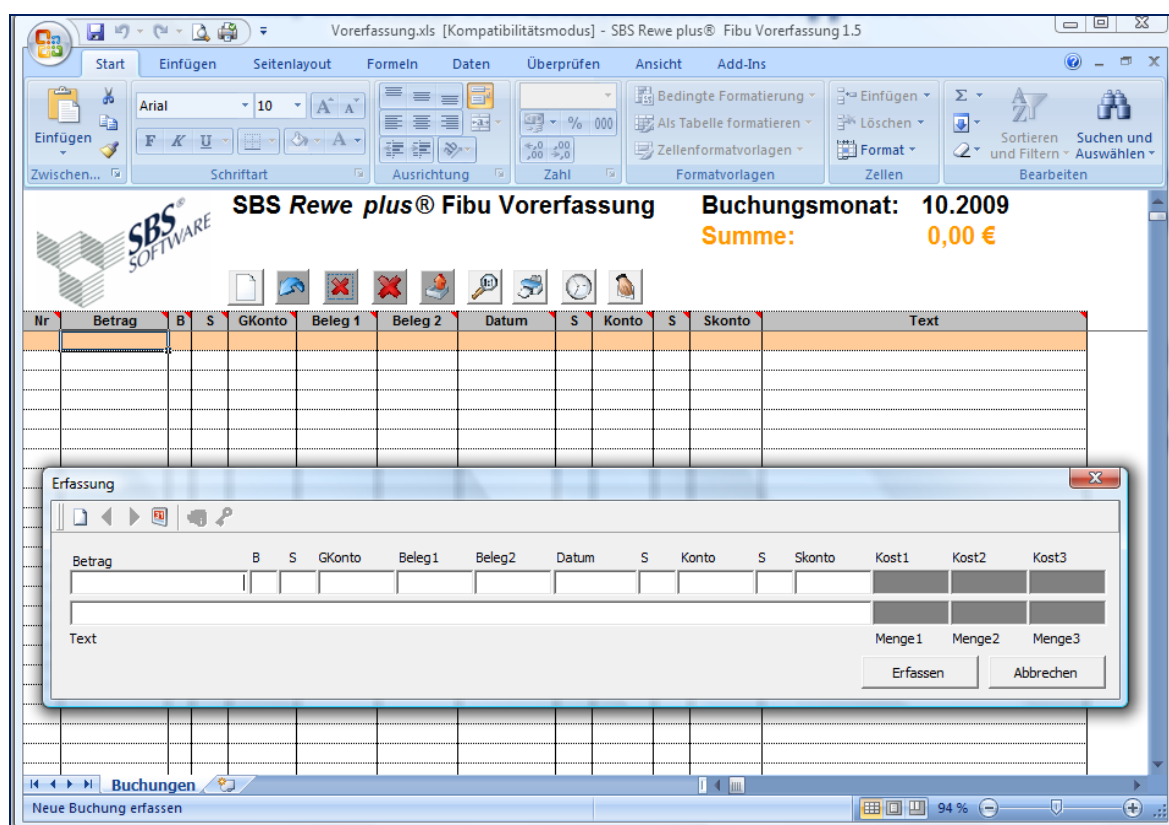 Vorerfassung.xls [Kompatibilitätsmodus] - SBS Rewe plus® Fibu Vorerfassung 1.5
Start Einfügen Seitenlayout Formeln Daten Überprüfen Ansicht Add-Ins
Arial 10 Bedingte Formatierung Einfügen Σ
Einfügen F K U A % 000 Als Tabelle formatieren Löschen Sortieren Suchen und
Zellenformatvorlagen Format und Filtern Auswählen
Zwischen... Schriftart Ausrichtung Zahl Formatvorlagen Zellen Bearbeiten
SBS Rewe plus® Fibu Vorerfassung Buchungsmonat: 10.2009
SBS® SOFTWARE Summe: 0,00 €
Nr Betrag B S GKonto Beleg 1 Beleg 2 Datum S Konto S Skonto Text
Erfassung
Betrag B S GKonto Beleg1 Beleg2 Datum S Konto S Skonto Kost1 Kost2 Kost3
Text Menge1 Menge2 Menge3
Erfassen Abbrechen
Buchungen
Neue Buchung erfassen 94 %